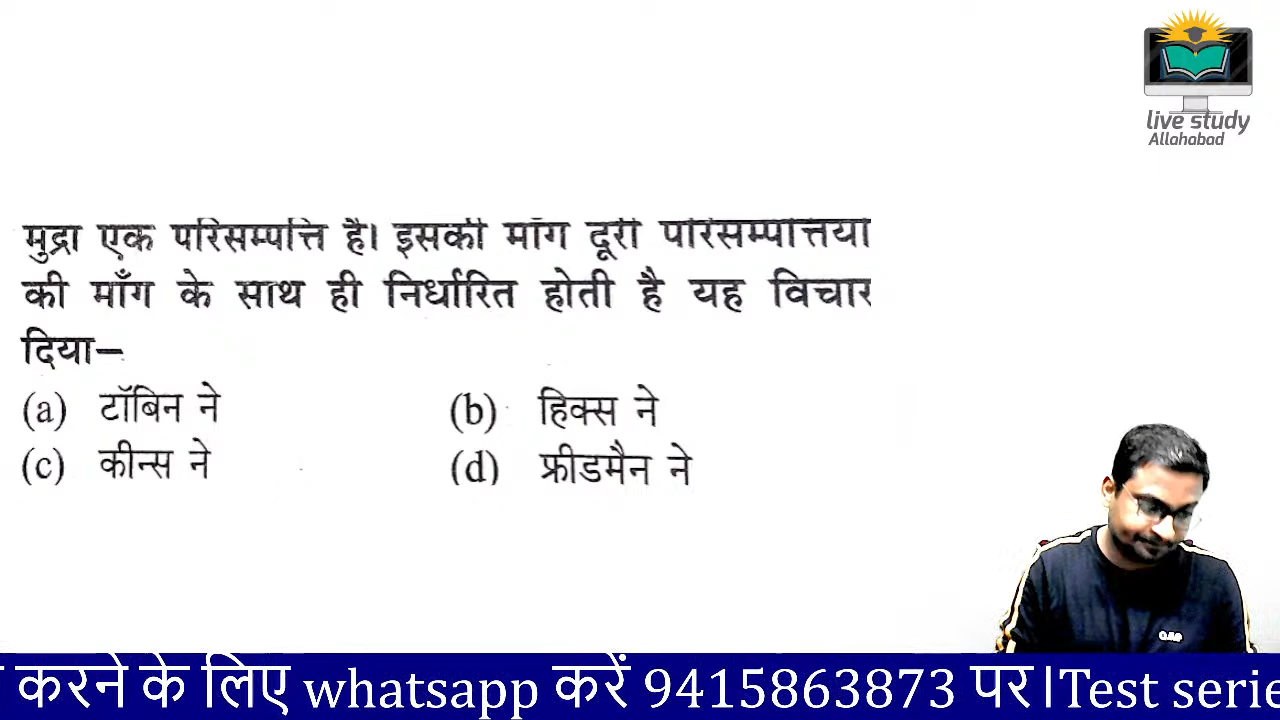 live study
Allahabad
मुद्रा एक परिसम्पत्ति है। इसकी माँग दूरी परिसम्पत्तियों
की माँग के साथ ही निर्धारित होती है यह विचार
दिया–
(a) टॉबिन ने (b) हिक्स ने
(c) कीन्स ने (d) फ्रीडमैन ने
करने के लिए whatsapp करें 9415863873 पर।Test serie